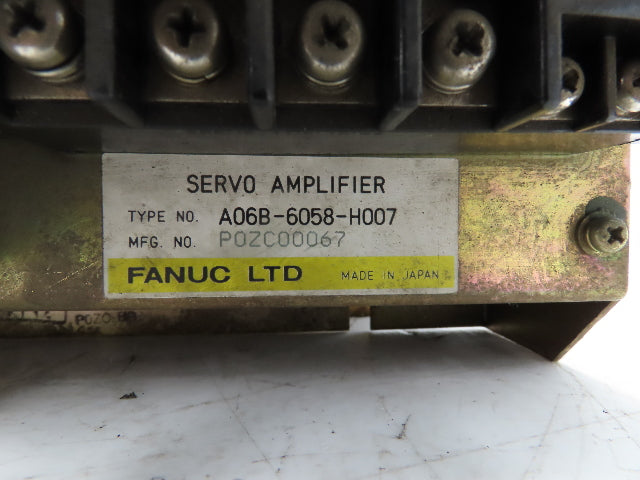 SERVO AMPLIFIER
TYPE NO. A06B-6058-H007
MFG. NO. P0ZC00067
FANUC LTD MADE IN JAPAN